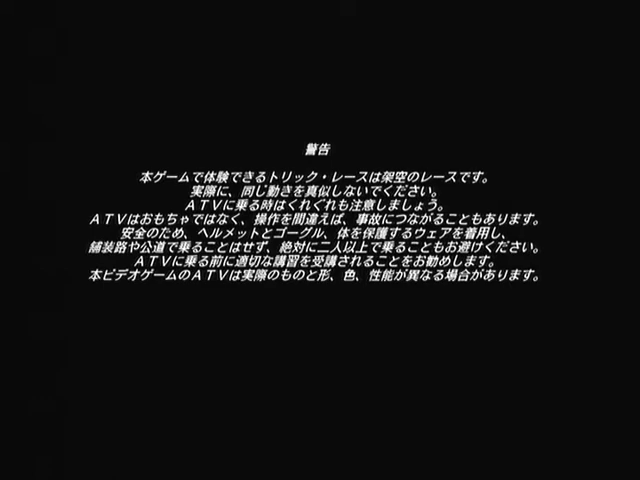 警告
本ゲームで体験できるトリック・レースは架空のレースです。
実際に、同じ動きを真似しないでください。
ＡＴＶに乗る時はくれぐれも注意しましょう。
ＡＴＶはおもちゃではなく、操作を間違えば、事故につながることもあります。
安全のため、ヘルメットとゴーグル、体を保護するウェアを着用し、
舗装路や公道で乗ることはせず、絶対に二人以上で乗ることもお避けください。
ＡＴＶに乗る前に適切な講習を受講されることをお勧めします。
本ビデオゲームのＡＴＶは実際のものと形、色、性能が異なる場合があります。